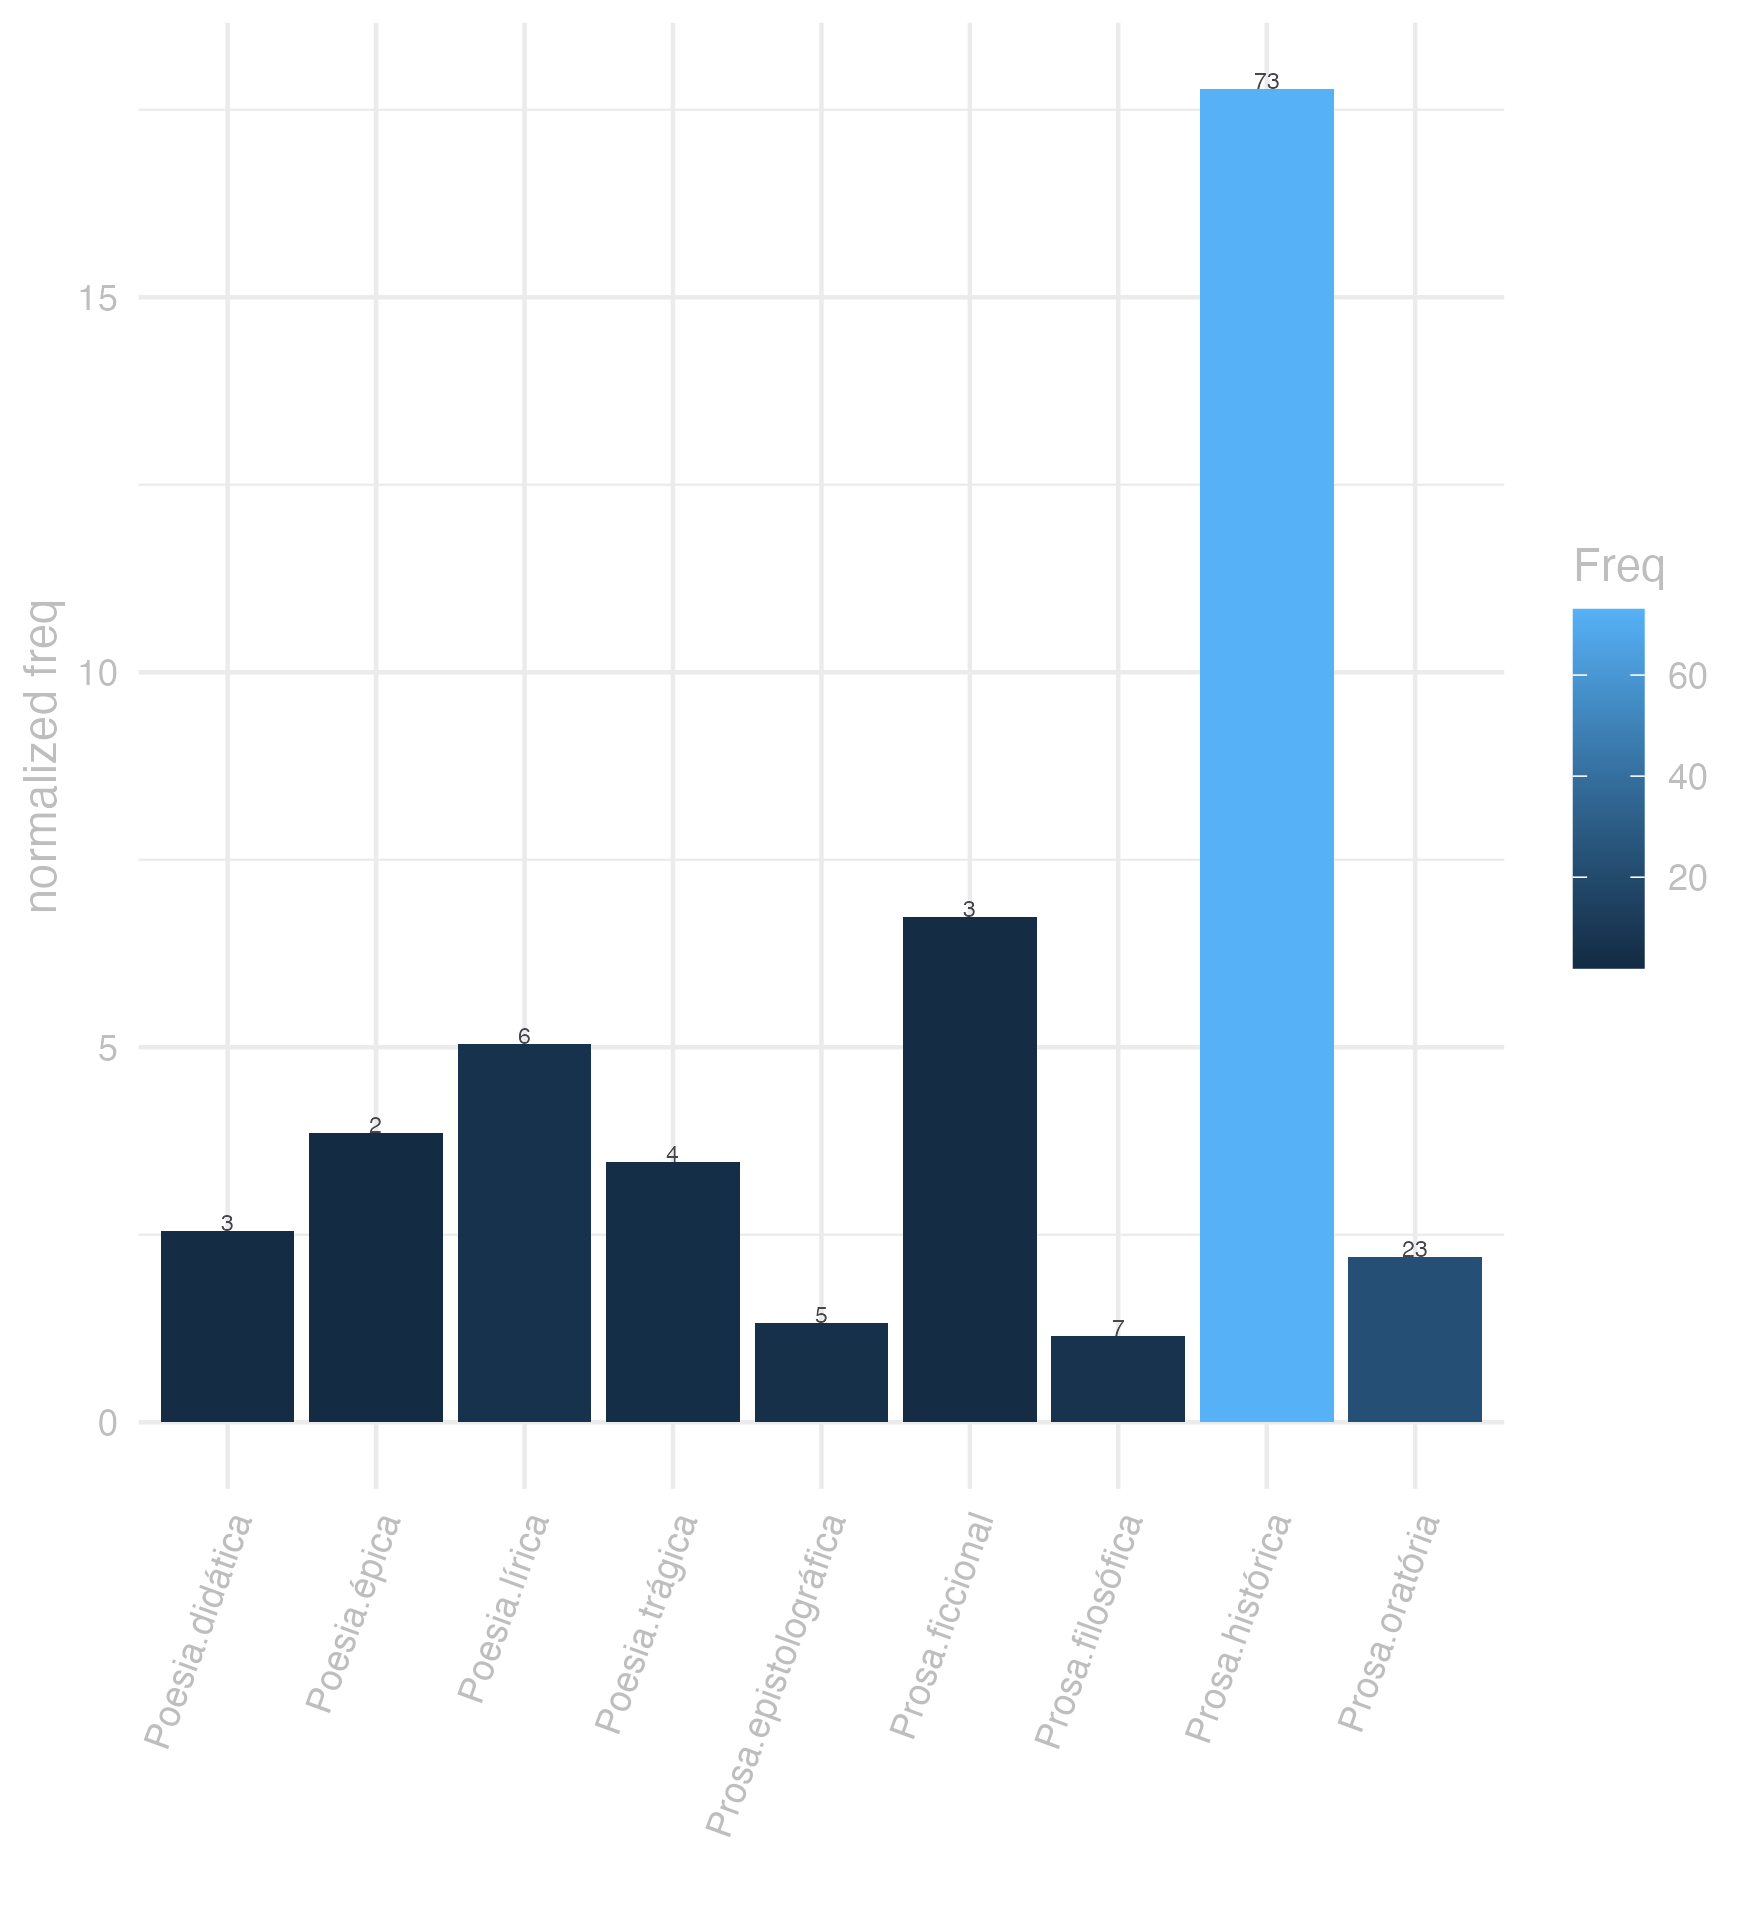 73
3
6
2
4
3
23
5
7
15
10
5
0
normalized freq
Poesia.didática
Poesia.épica
Poesia.lírica
Poesia.trágica
Prosa.epistolográfica
Prosa.ficcional
Prosa.filosófica
Prosa.histórica
Prosa.oratória
Freq
60
40
20